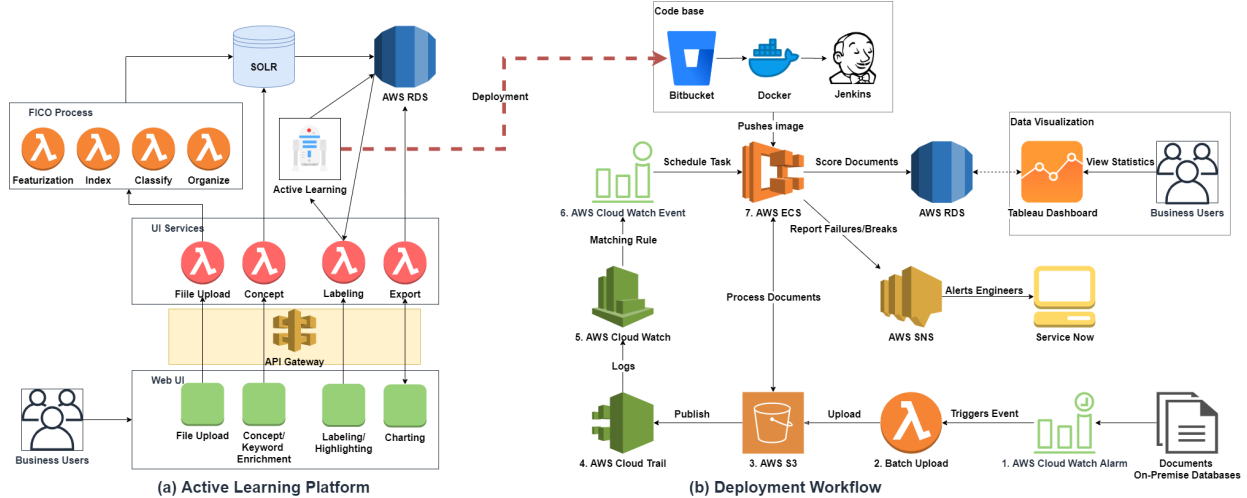 SOLR
AWS RDS
FICO Process
Featurization
Index
Classify
Organize
Active Learning
UI Services
Fiile Upload
Concept
Labeling
Export
API Gateway
Web UI
File Upload
Concept/
Keyword
Enrichment
Labeling/
Highlighting
Charting
Business Users
(a) Active Learning Platform
Deployment
Code base
Bitbucket
Docker
Jenkins
Pushes image
Schedule Task
Score Documents
6. AWS Cloud Watch Event
7. AWS ECS
AWS RDS
Data Visualization
View Statistics
Tableau Dashboard
Business Users
Matching Rule
Report Failures/Breaks
Process Documents
Alerts Engineers
5. AWS Cloud Watch
AWS SNS
Service Now
Logs
Publish
Upload
Triggers Event
4. AWS Cloud Trail
3. AWS S3
2. Batch Upload
1. AWS Cloud Watch Alarm
Documents
On-Premise Databases
(b) Deployment Workflow